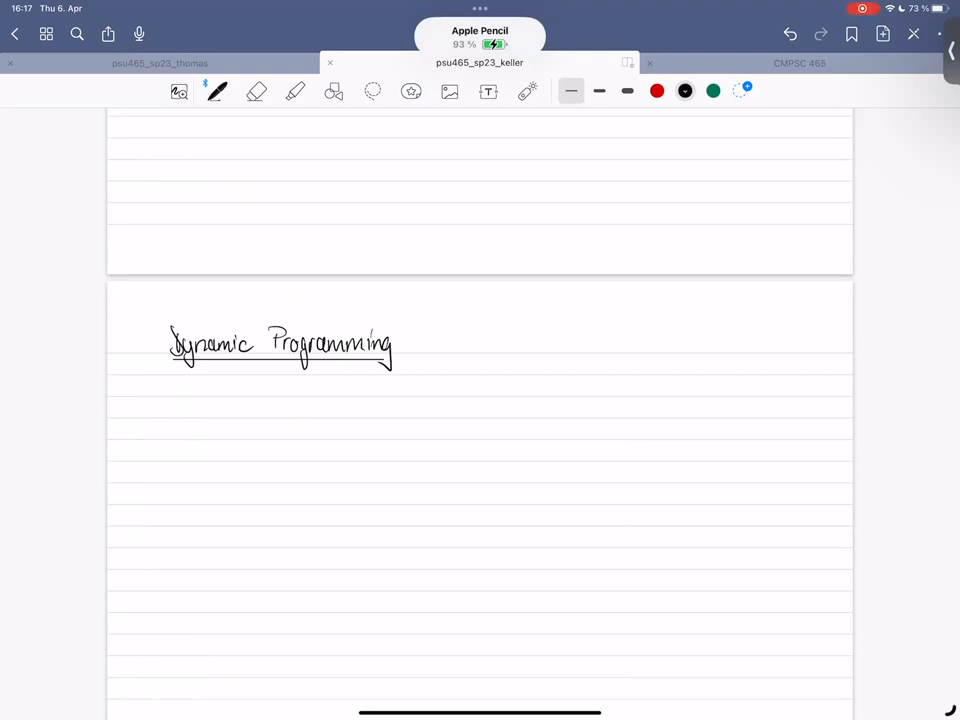 16:17 Thu 6. Apr
73 %
Apple Pencil
93 %
psu465_sp23_thomas
psu465_sp23_keller
CMPSC 465
T
Dynamic Programming